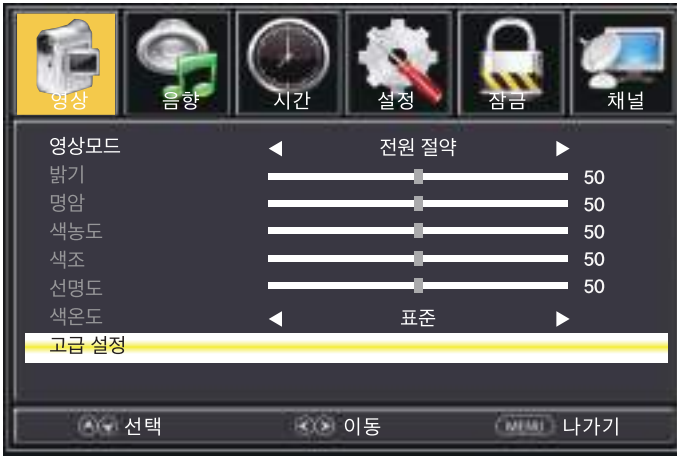 영상 음향 시간 설정 잠금 채널
영상모드 전원 절약
밝기 50
명암 50
색농도 50
색조 50
선명도 50
색온도 표준
고급 설정
선택 이동 MENU 나가기